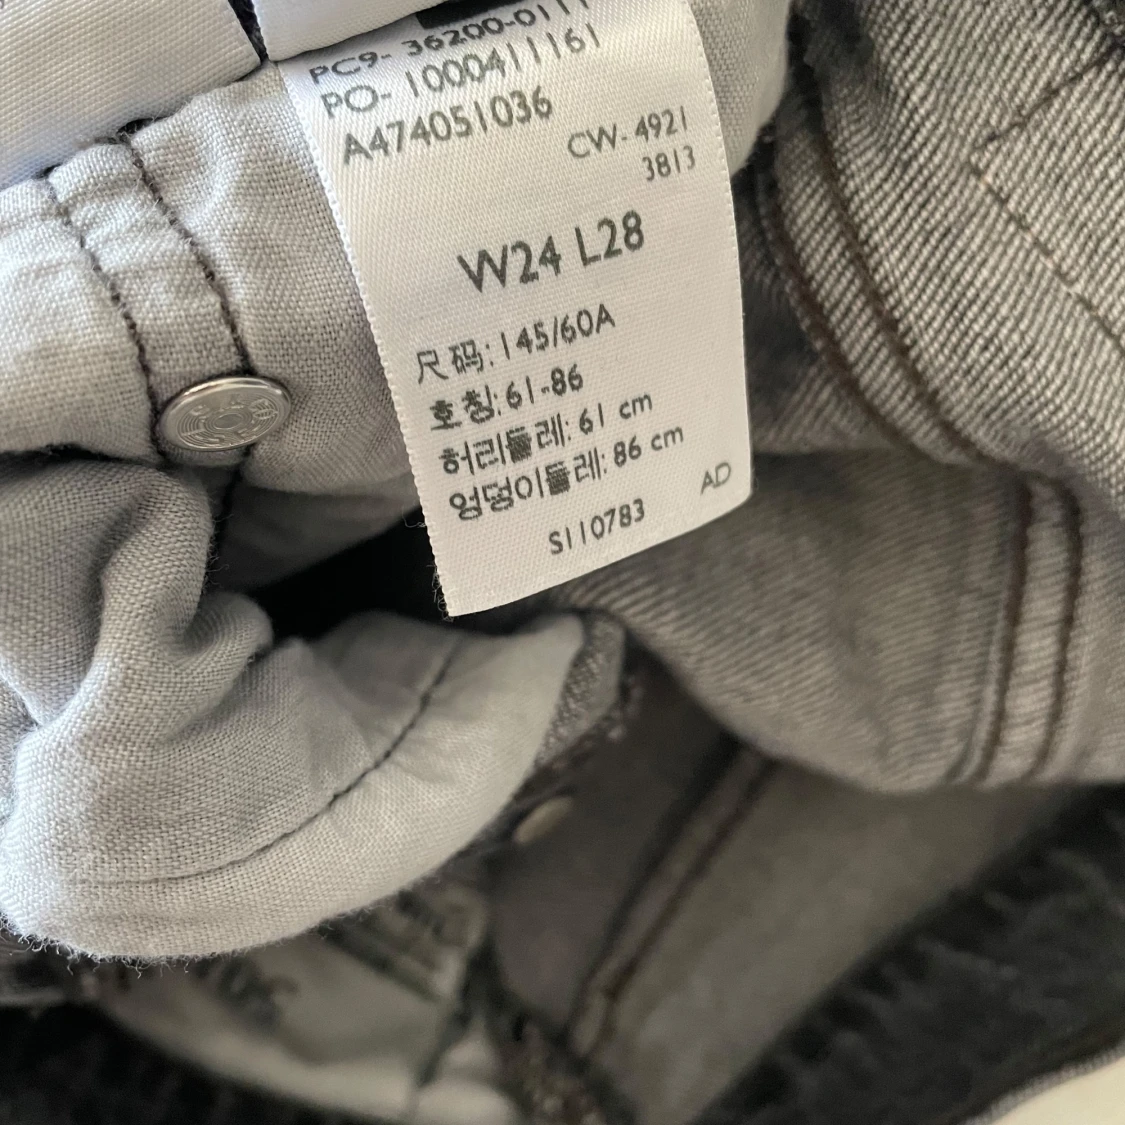 PC9- 36200-0111
PO- 1000411161
A474051036
CW- 4921
3813
W24 L28
尺码: 145/60A
호칭: 61-86
허리둘레: 61 cm
엉덩이둘레: 86 cm
AD
S110783